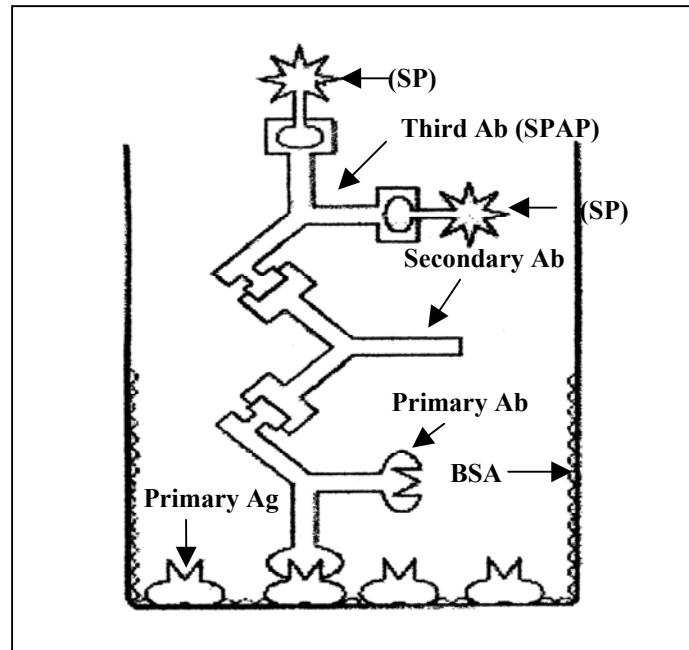 (SP)
Third Ab (SPAP)
(SP)
Secondary Ab
Primary Ab
BSA
Primary Ag